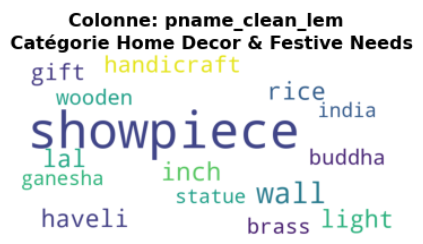 Colonne: pname_clean_lem
Catégorie Home Decor & Festive Needs
gift handicraft
wooden rice
india
showpiece
lal buddha
ganesha inch
statue wall
haveli brass light